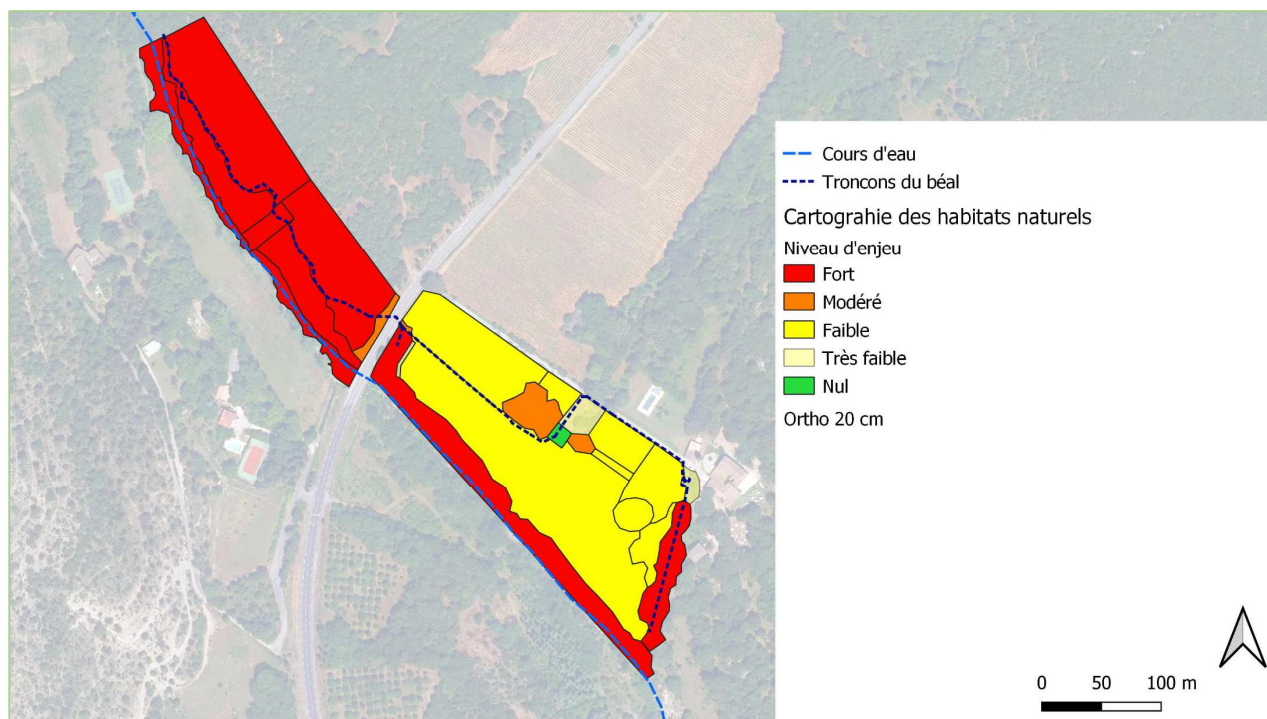 Cours d'eau
Troncons du béal
Cartograhie des habitats naturels
Niveau d'enjeu
Fort
Modéré
Faible
Très faible
Nul
Ortho 20 cm
0 50 100 m